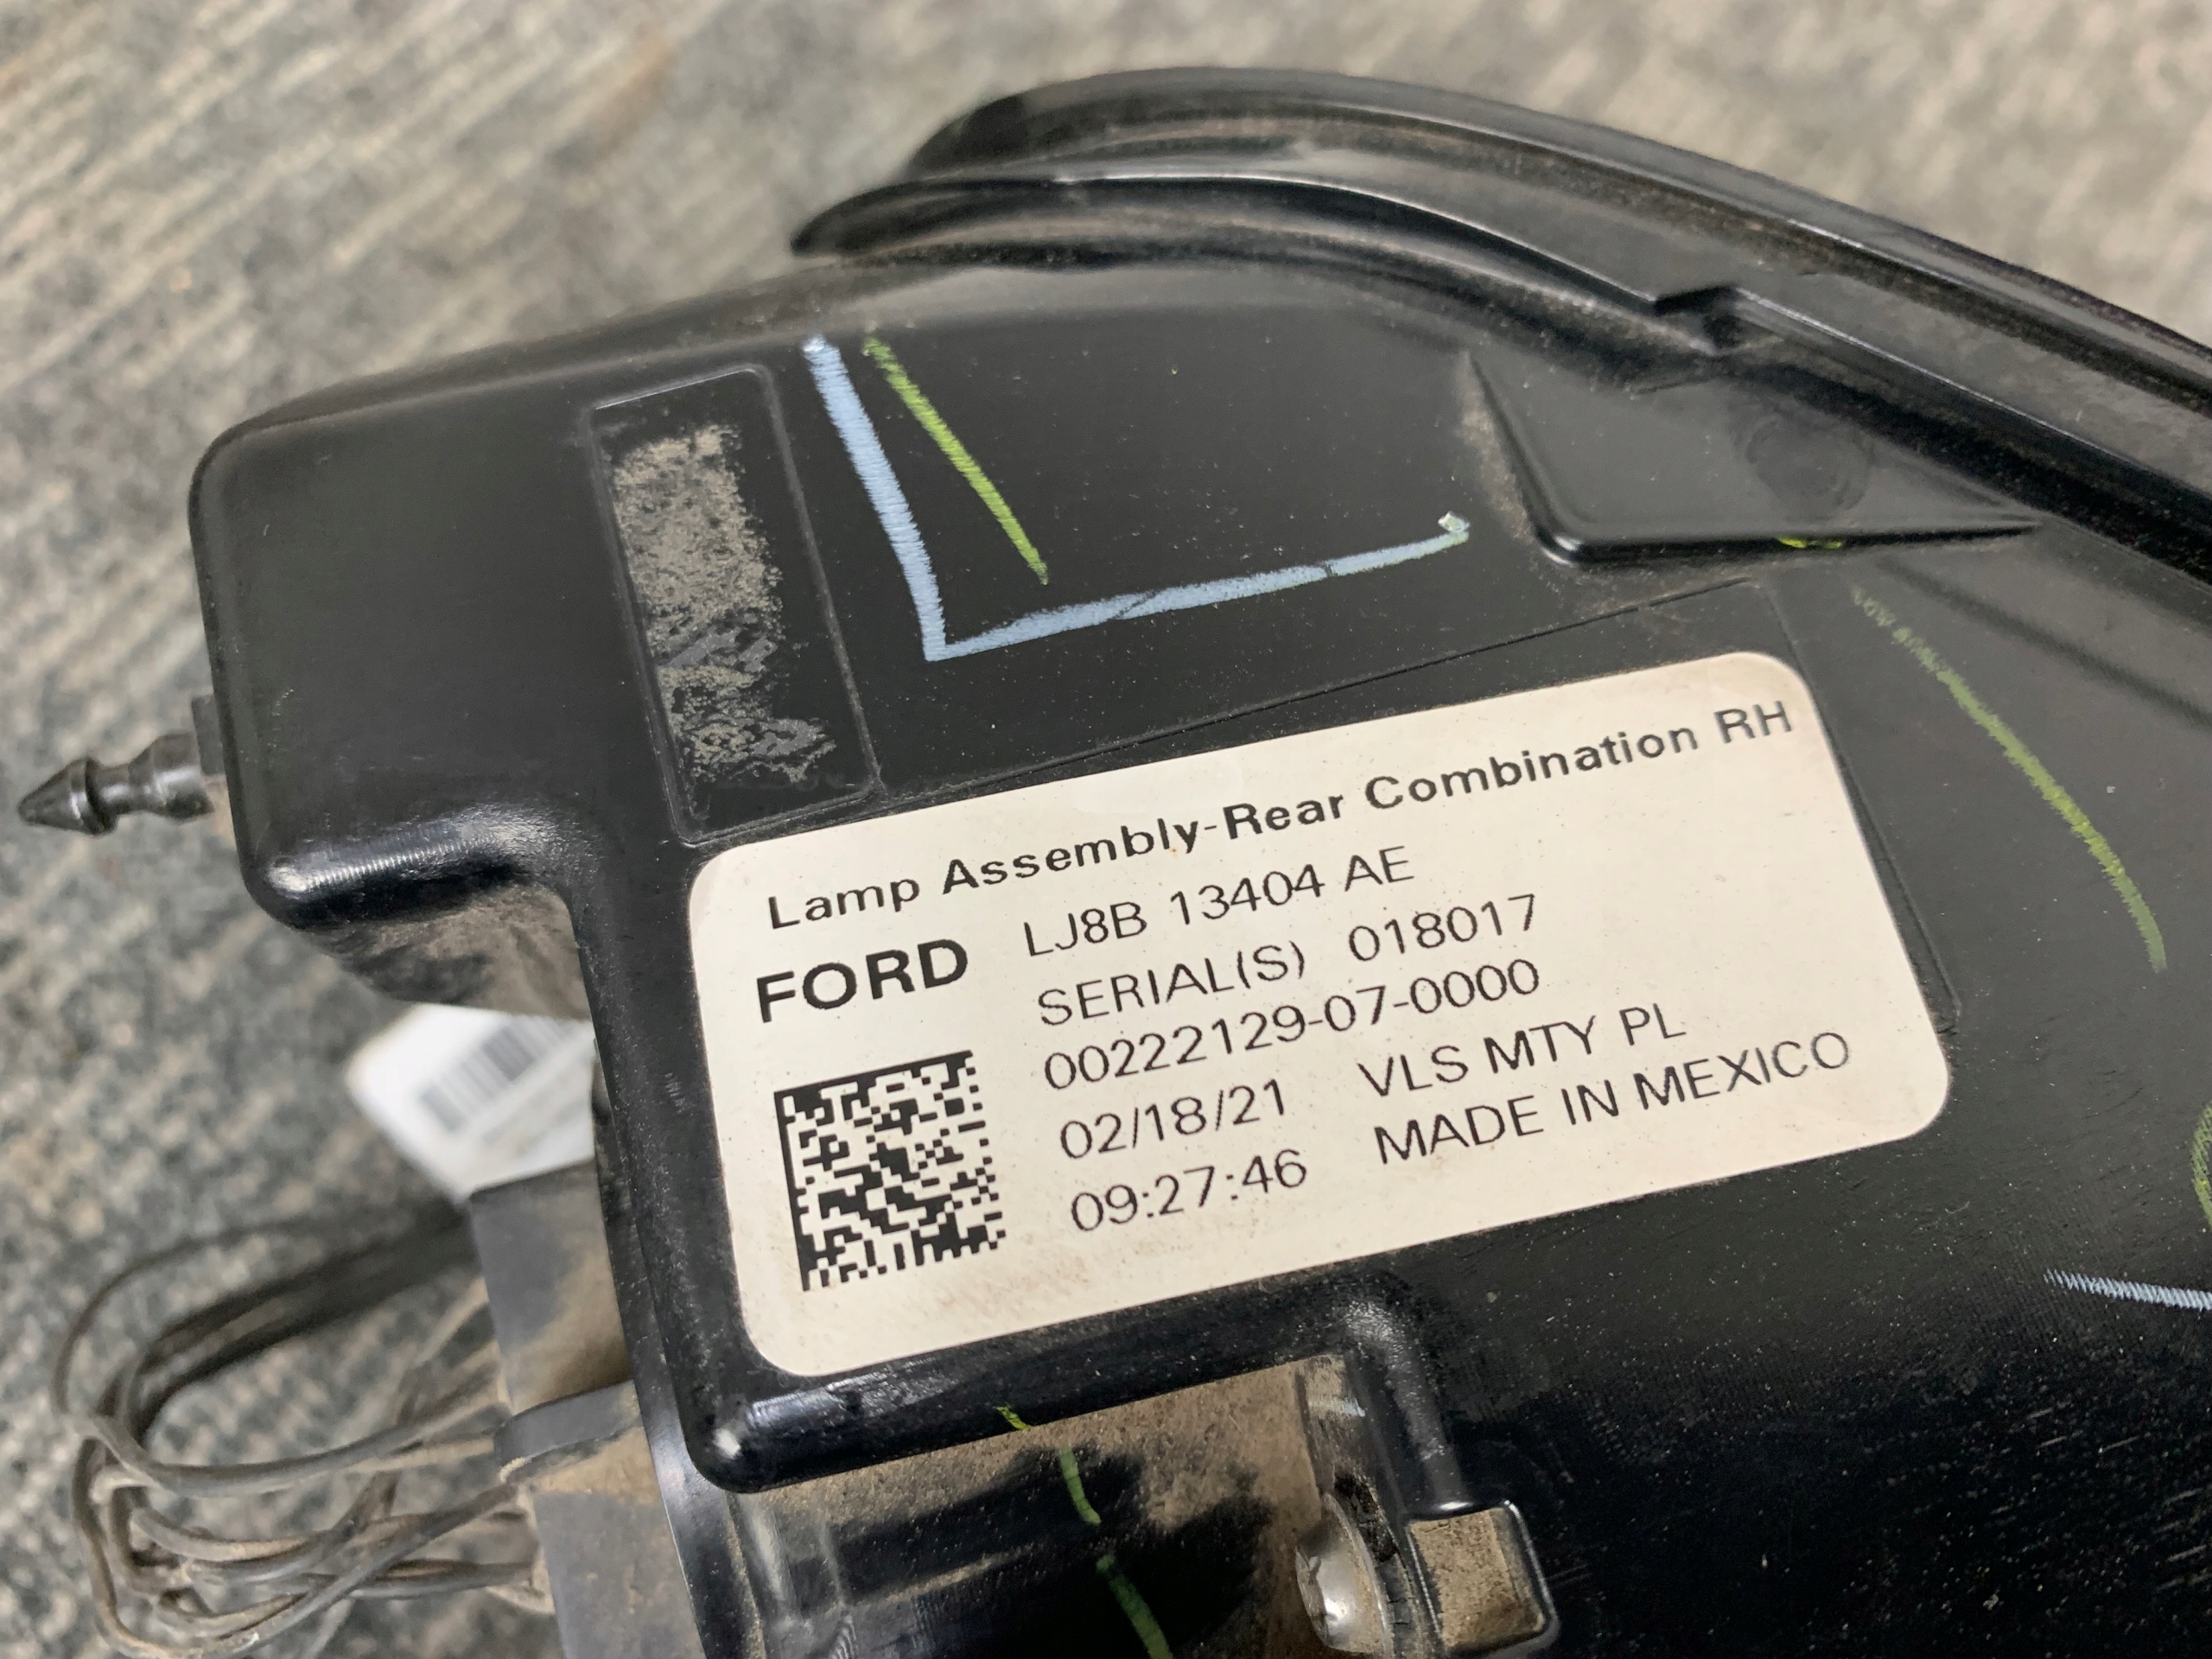 Lamp Assembly-Rear Combination RH
FORD LJ8B 13404 AE
SERIAL(S) 018017
00222129-07-0000
02/18/21 VLS MTY PL
09:27:46 MADE IN MEXICO